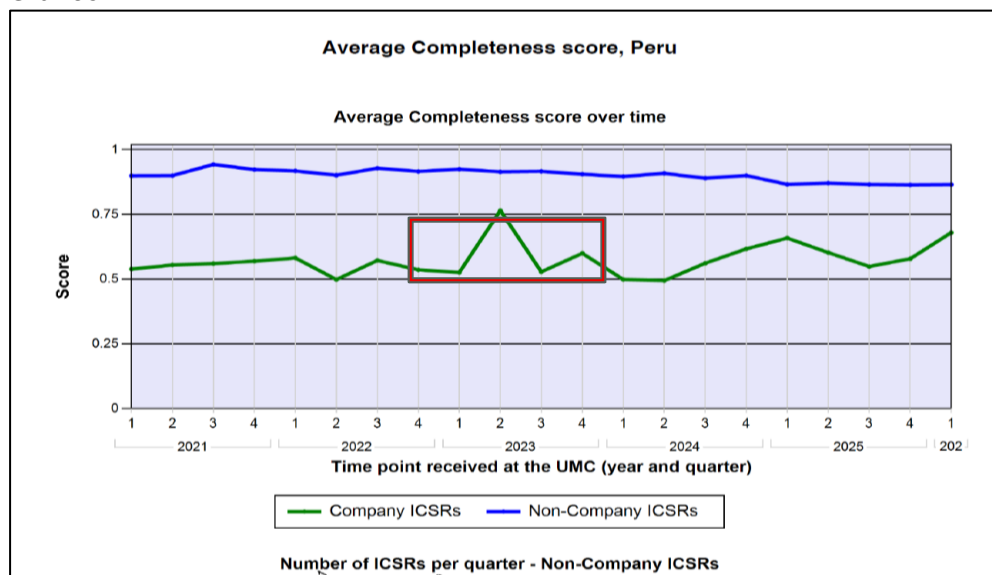 Average Completeness score, Peru
Average Completeness score over time
1
0.75
0.5
0.25
0
Score
1 2 3 4 1 2 3 4 1 2 3 4 1 2 3 4 1 2 3 4 1
2021 2022 2023 2024 2025 202
Time point received at the UMC (year and quarter)
Company ICSRs Non-Company ICSRs
Number of ICSRs per quarter - Non-Company ICSRs